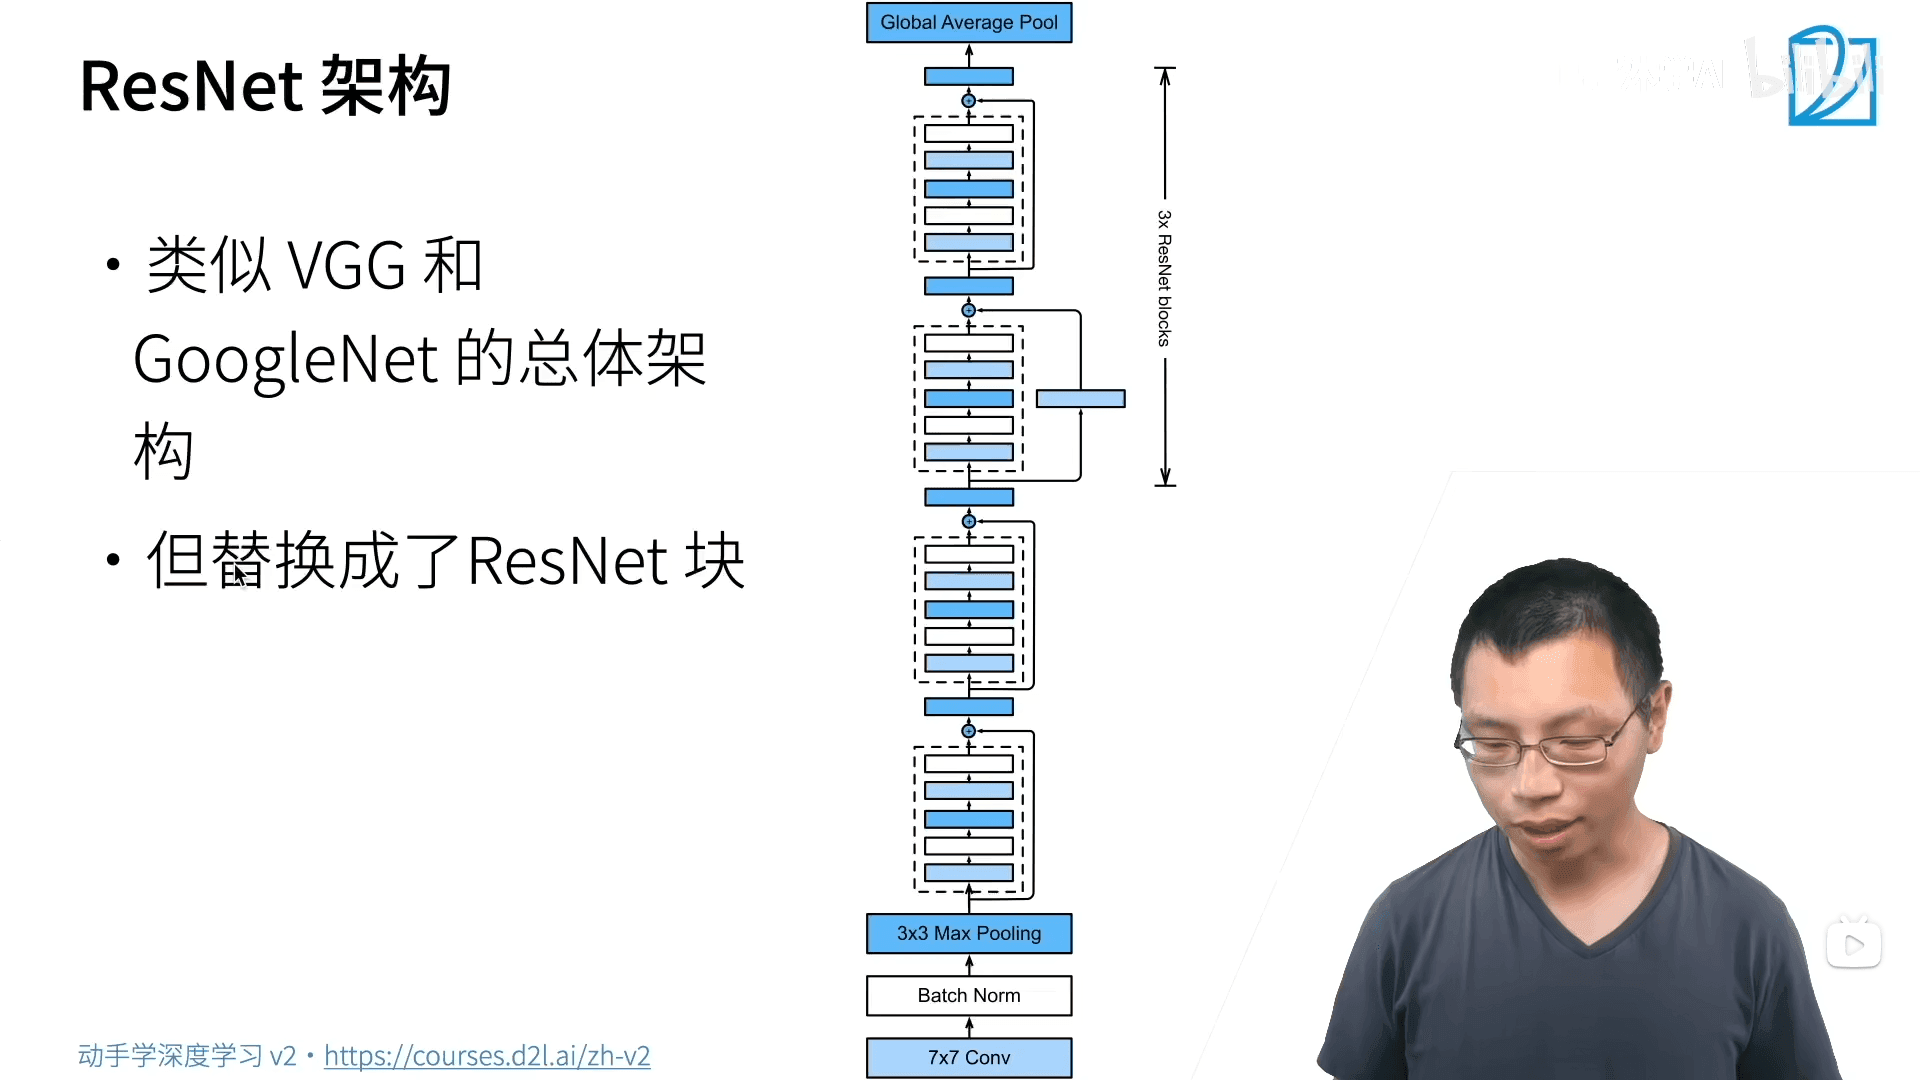 ResNet 架构
• 类似 VGG 和
GoogleNet 的总体架
构
• 但替换成了ResNet 块
Global Average Pool
3x ResNet blocks
3x3 Max Pooling
Batch Norm
7x7 Conv
动手学深度学习 v2 • https://courses.d2l.ai/zh-v2